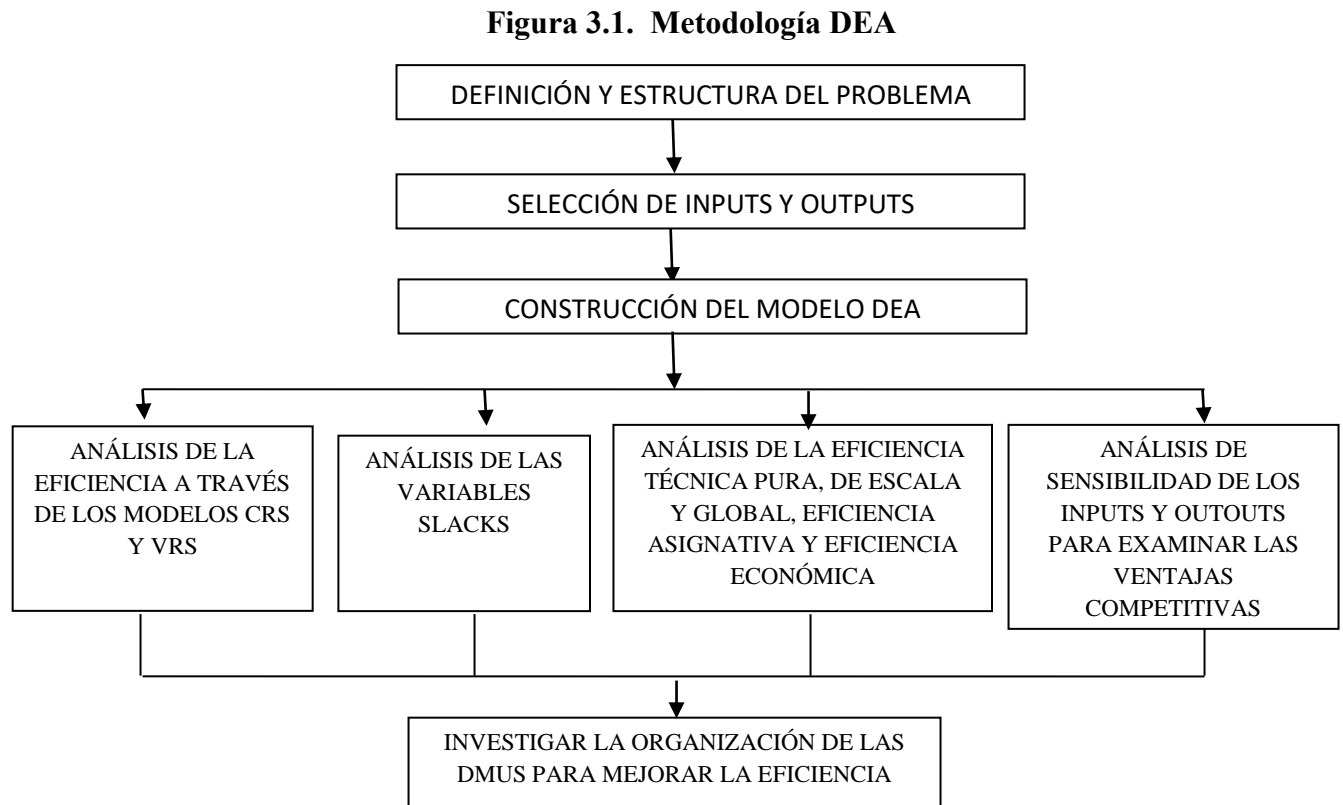 Figura 3.1. Metodología DEA
DEFINICIÓN Y ESTRUCTURA DEL PROBLEMA
SELECCIÓN DE INPUTS Y OUTPUTS
CONSTRUCCIÓN DEL MODELO DEA
ANÁLISIS DE LA
EFICIENCIA A TRAVÉS
DE LOS MODELOS CRS
Y VRS
ANÁLISIS DE LAS
VARIABLES
SLACKS
ANÁLISIS DE LA EFICIENCIA
TÉCNICA PURA, DE ESCALA
Y GLOBAL, EFICIENCIA
ASIGNATIVA Y EFICIENCIA
ECONÓMICA
ANÁLISIS DE
SENSIBILIDAD DE LOS
INPUTS Y OUTOUTS
PARA EXAMINAR LAS
VENTAJAS
COMPETITIVAS
INVESTIGAR LA ORGANIZACIÓN DE LAS
DMUS PARA MEJORAR LA EFICIENCIA